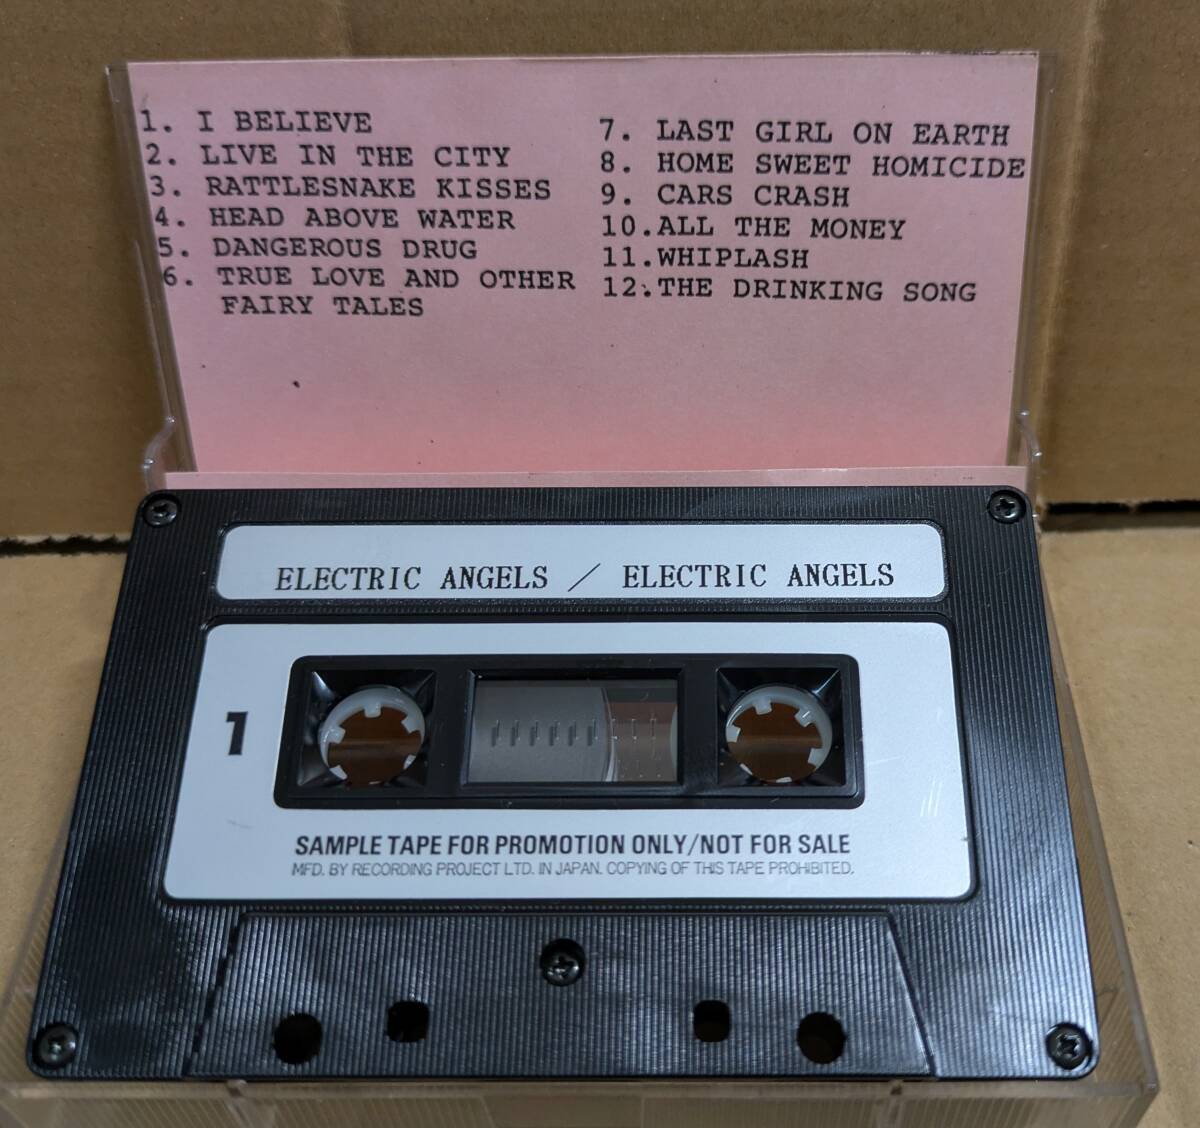 1. I BELIEVE
2. LIVE IN THE CITY
3. RATTLESNAKE KISSES
4. HEAD ABOVE WATER
5. DANGEROUS DRUG
6. TRUE LOVE AND OTHER
FAIRY TALES
7. LAST GIRL ON EARTH
8. HOME SWEET HOMICIDE
9. CARS CRASH
10.ALL THE MONEY
11.WHIPLASH
12.THE DRINKING SONG
ELECTRIC ANGELS / ELECTRIC ANGELS
1
SAMPLE TAPE FOR PROMOTION ONLY/NOT FOR SALE
MFD. BY RECORDING PROJECT LTD. IN JAPAN. COPYING OF THIS TAPE PROHIBITED.